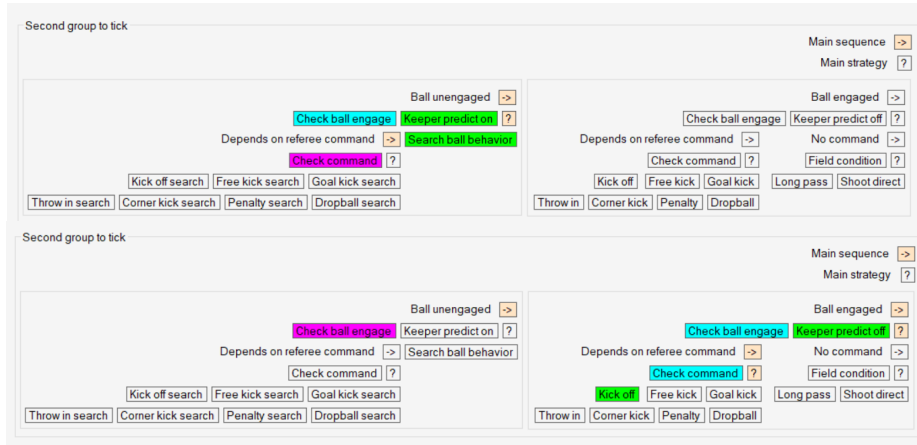 Second group to tick
Main sequence ->
Main strategy ?
Ball unengaged ->
Check ball engage Keeper predict on ?
Depends on referee command -> Search ball behavior
Check command ?
Kick off search Free kick search Goal kick search
Throw in search Corner kick search Penalty search Dropball search
Ball engaged ->
Check ball engage Keeper predict off ?
Depends on referee command -> No command ->
Check command ? Field condition ?
Kick off Free kick Goal kick Long pass Shoot direct
Throw in Corner kick Penalty Dropball
Second group to tick
Main sequence ->
Main strategy ?
Ball unengaged ->
Check ball engage Keeper predict on ?
Depends on referee command -> Search ball behavior
Check command ?
Kick off search Free kick search Goal kick search
Throw in search Corner kick search Penalty search Dropball search
Ball engaged ->
Check ball engage Keeper predict off ?
Depends on referee command -> No command ->
Check command ? Field condition ?
Kick off Free kick Goal kick Long pass Shoot direct
Throw in Corner kick Penalty Dropball